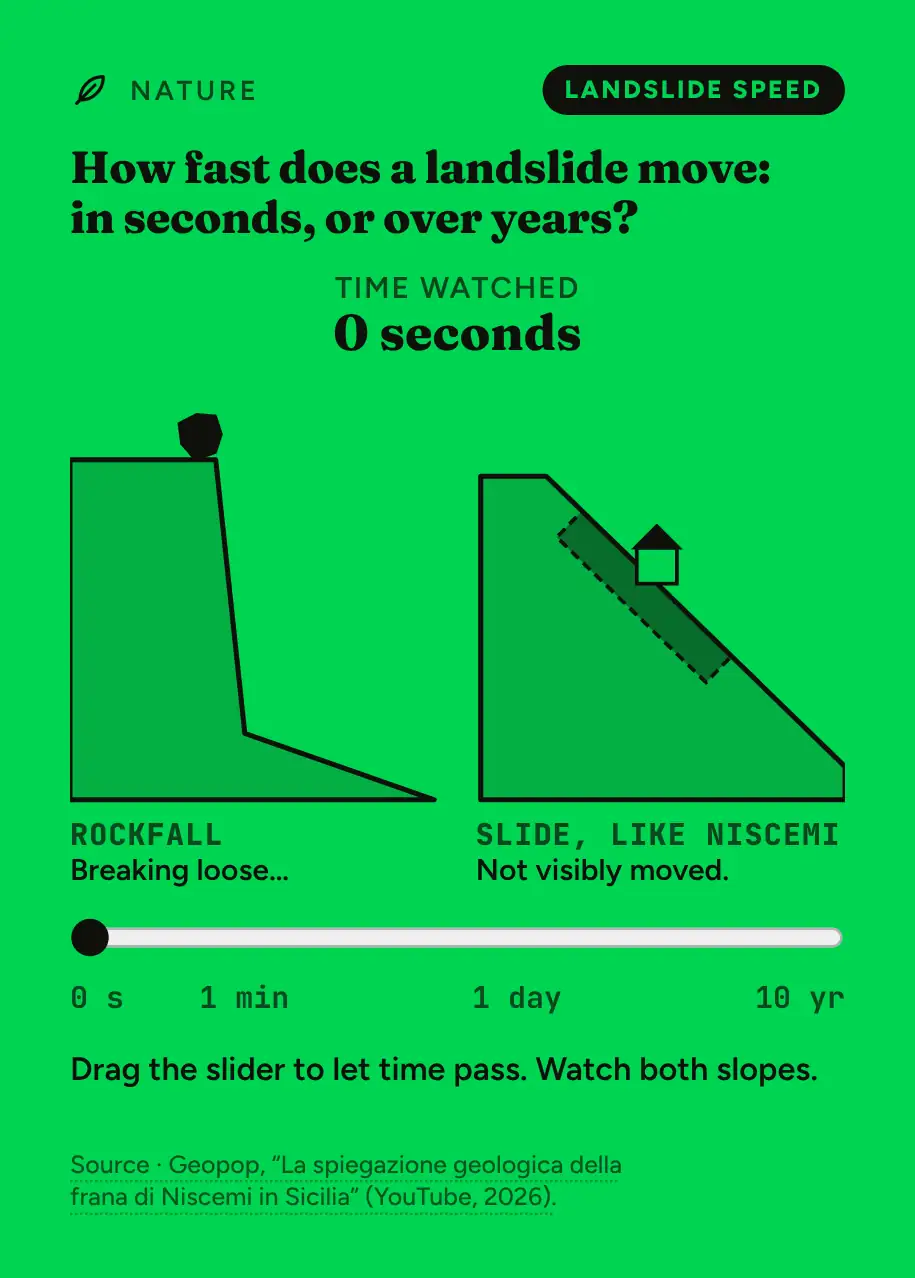 NATURE
LANDSLIDE SPEED
How fast does a landslide move:
in seconds, or over years?
TIME WATCHED
0 seconds
ROCKFALL
Breaking loose…
SLIDE, LIKE NISCEMI
Not visibly moved.
0 s
1 min
1 day
10 yr
Drag the slider to let time pass. Watch both slopes.
Source · Geopop, “La spiegazione geologica della
frana di Niscemi in Sicilia” (YouTube, 2026).